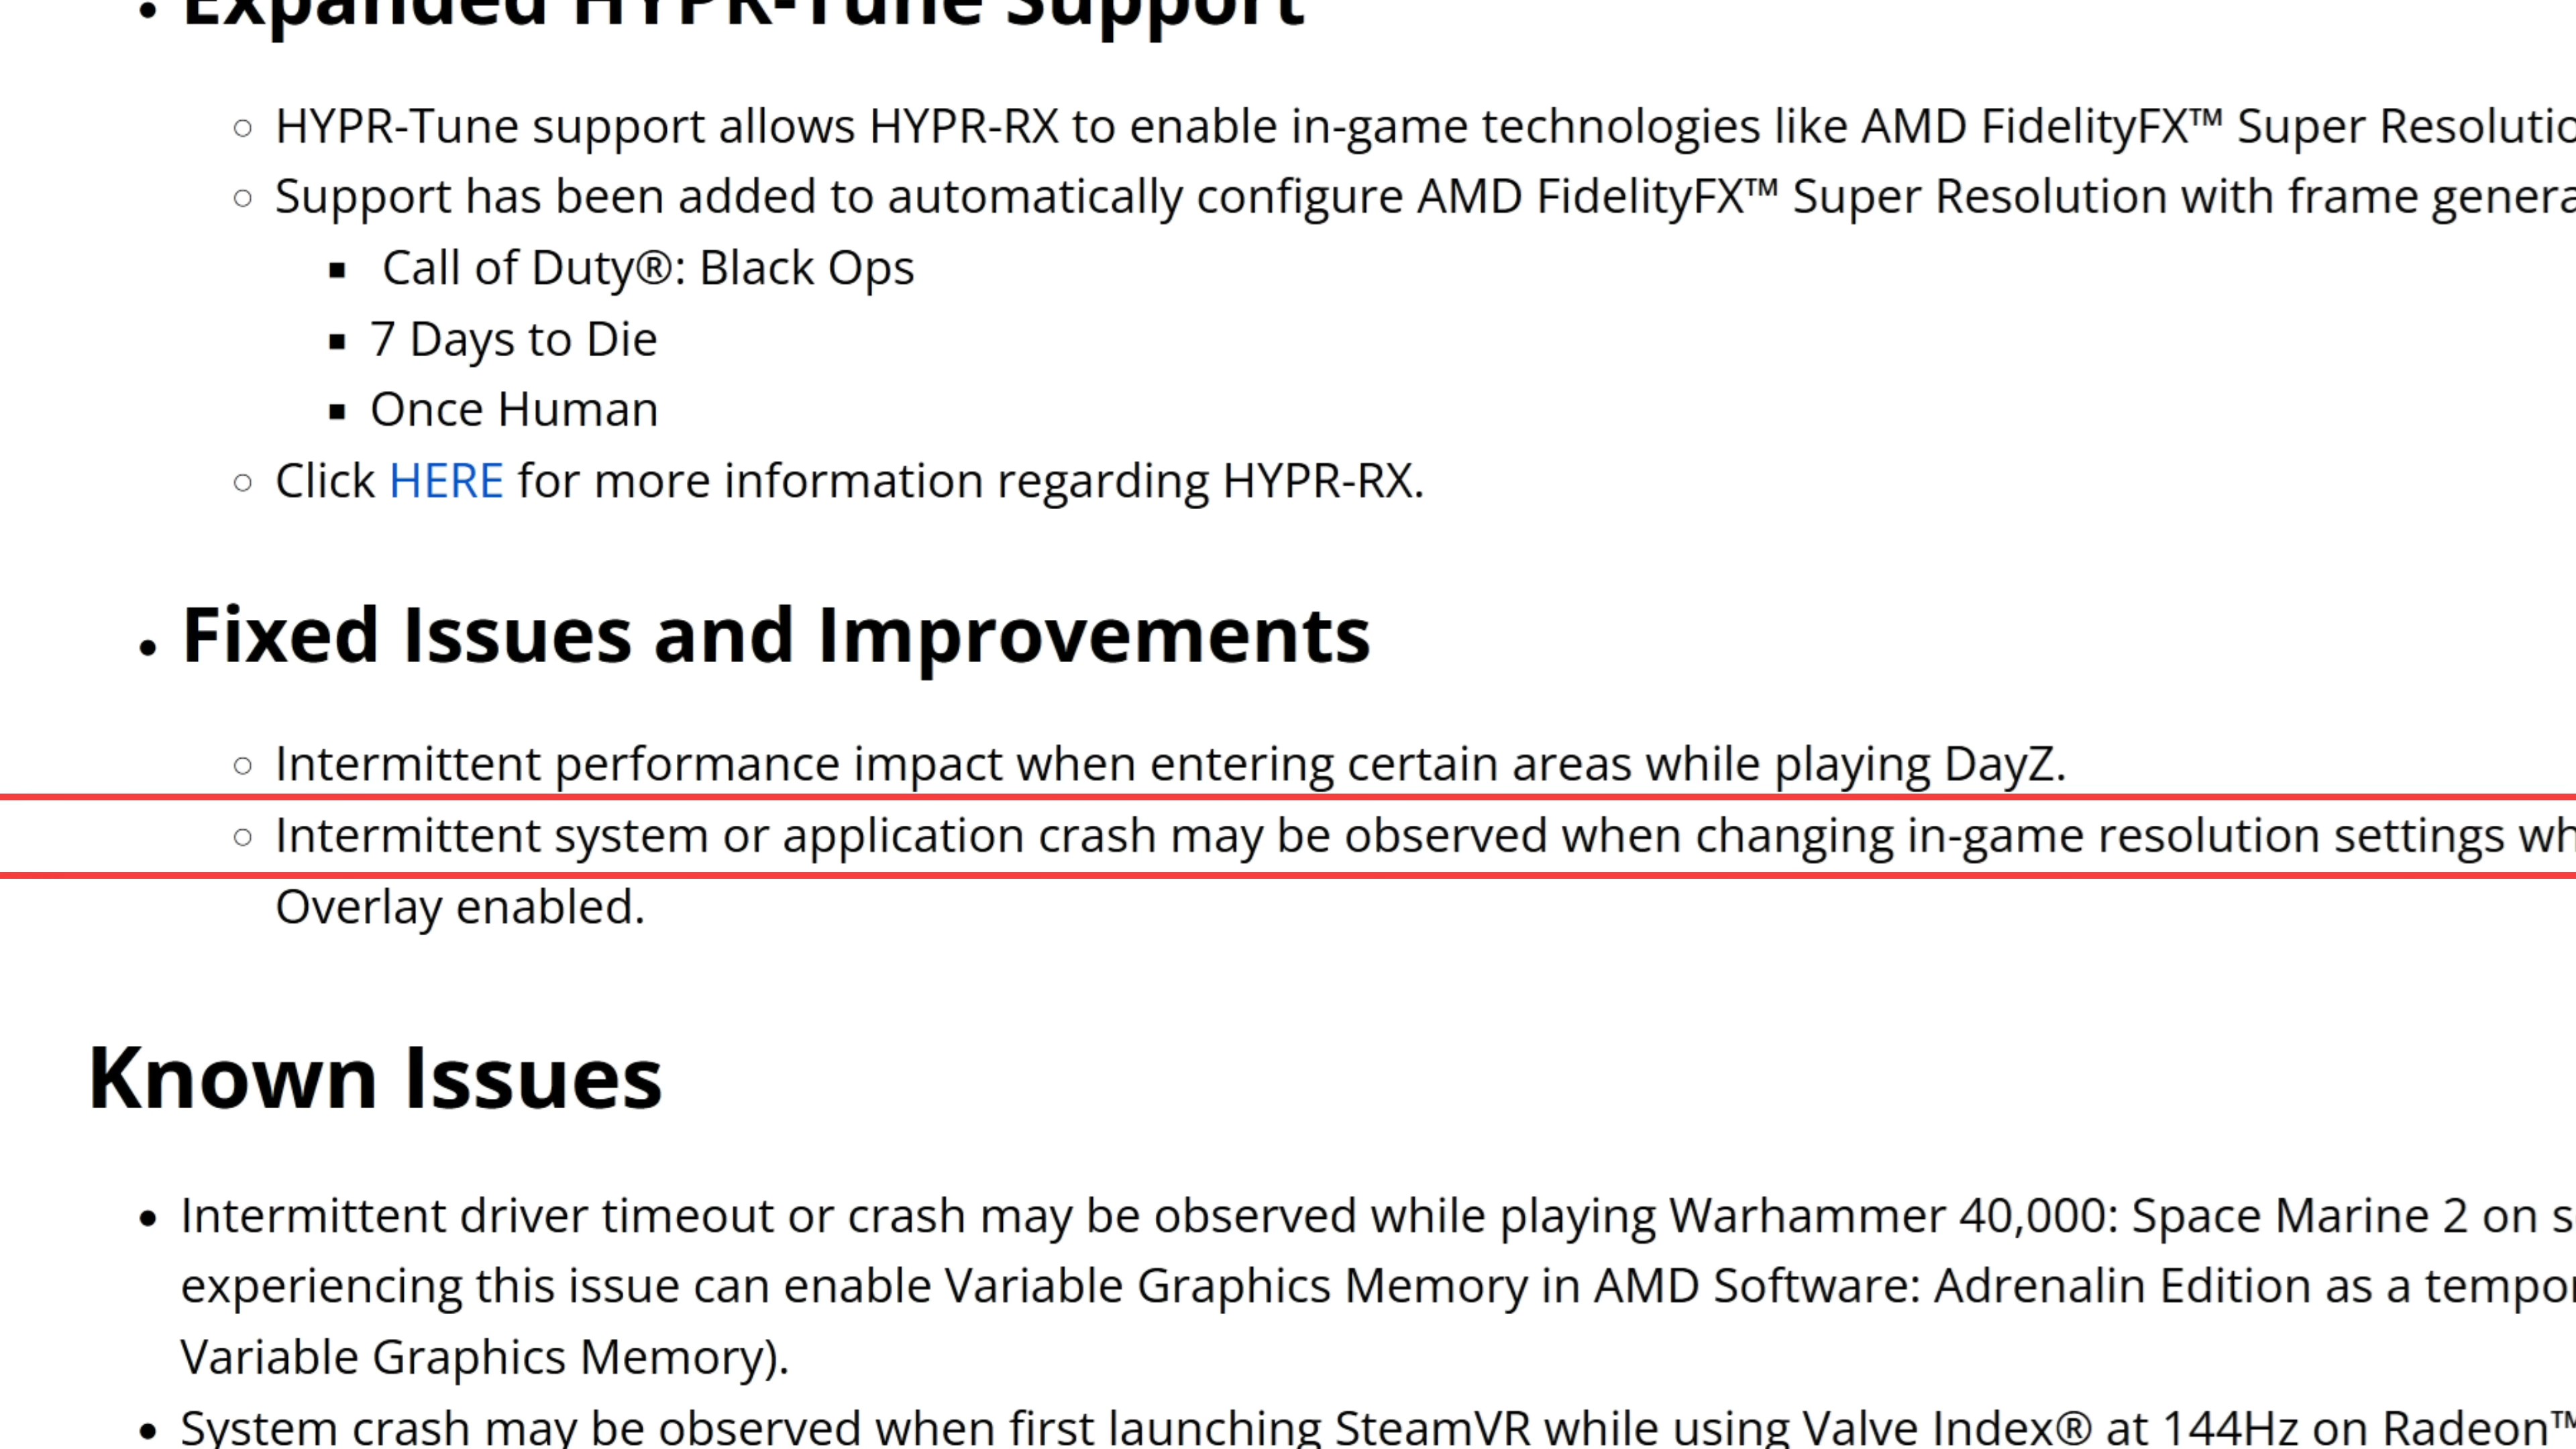 Expanded HYPR-Tune Support
HYPR-Tune support allows HYPR-RX to enable in-game technologies like AMD FidelityFX™ Super Resolutio
Support has been added to automatically configure AMD FidelityFX™ Super Resolution with frame genera
Call of Duty®: Black Ops
7 Days to Die
Once Human
Click HERE for more information regarding HYPR-RX.
Fixed Issues and Improvements
Intermittent performance impact when entering certain areas while playing DayZ.
Intermittent system or application crash may be observed when changing in-game resolution settings wh
Overlay enabled.
Known Issues
Intermittent driver timeout or crash may be observed while playing Warhammer 40,000: Space Marine 2 on s
experiencing this issue can enable Variable Graphics Memory in AMD Software: Adrenalin Edition as a tempor
Variable Graphics Memory).
System crash may be observed when first launching SteamVR while using Valve Index® at 144Hz on Radeon™